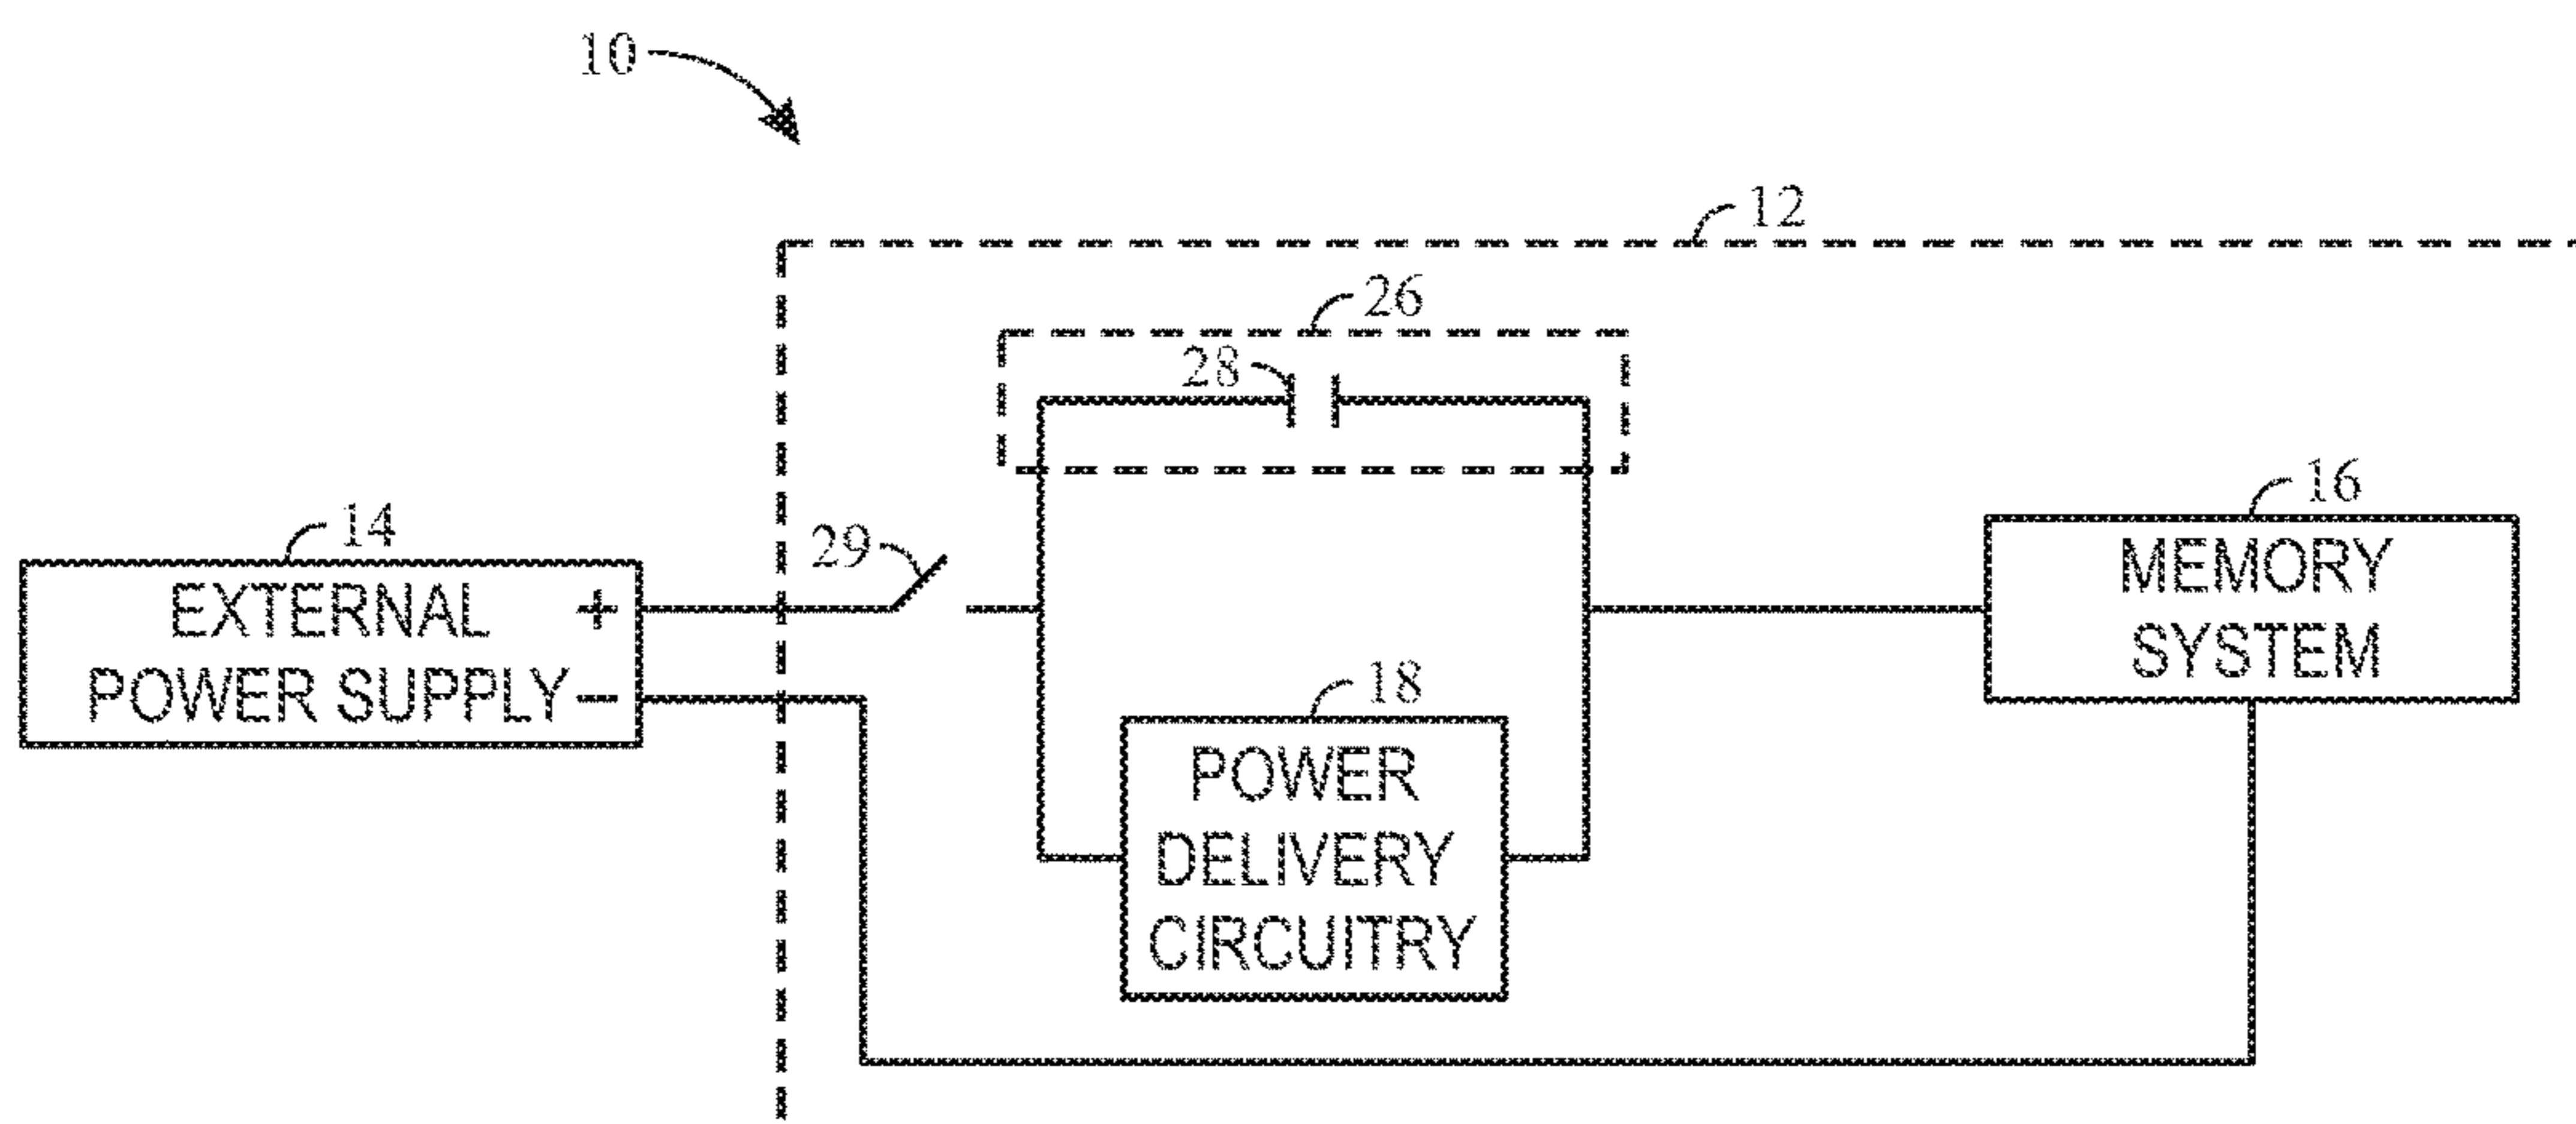 10
12
26
28
14
EXTERNAL +
POWER SUPPLY −
29
16
MEMORY
SYSTEM
18
POWER
DELIVERY
CIRCUITRY